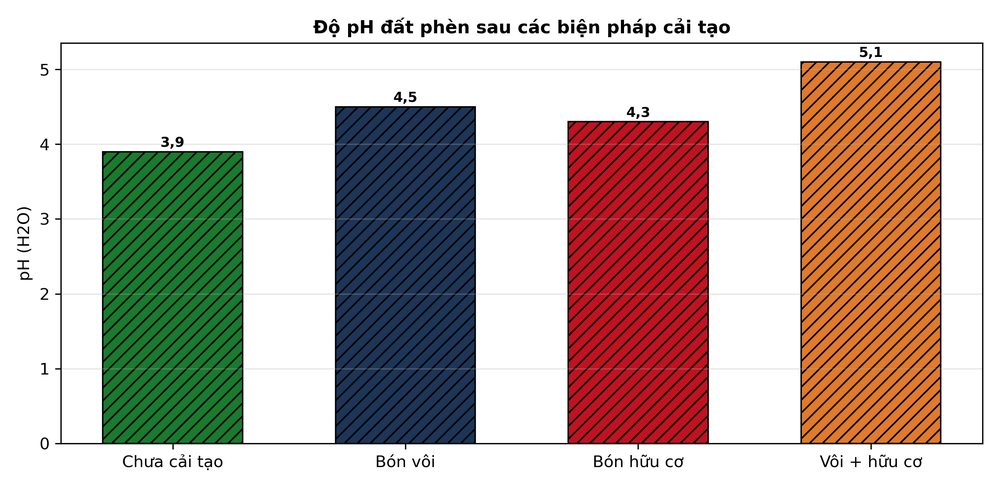 Độ pH đất phèn sau các biện pháp cải tạo
pH (H2O)
5
4
3
2
1
0
3,9
4,5
4,3
5,1
Chưa cải tạo
Bón vôi
Bón hữu cơ
Vôi + hữu cơ